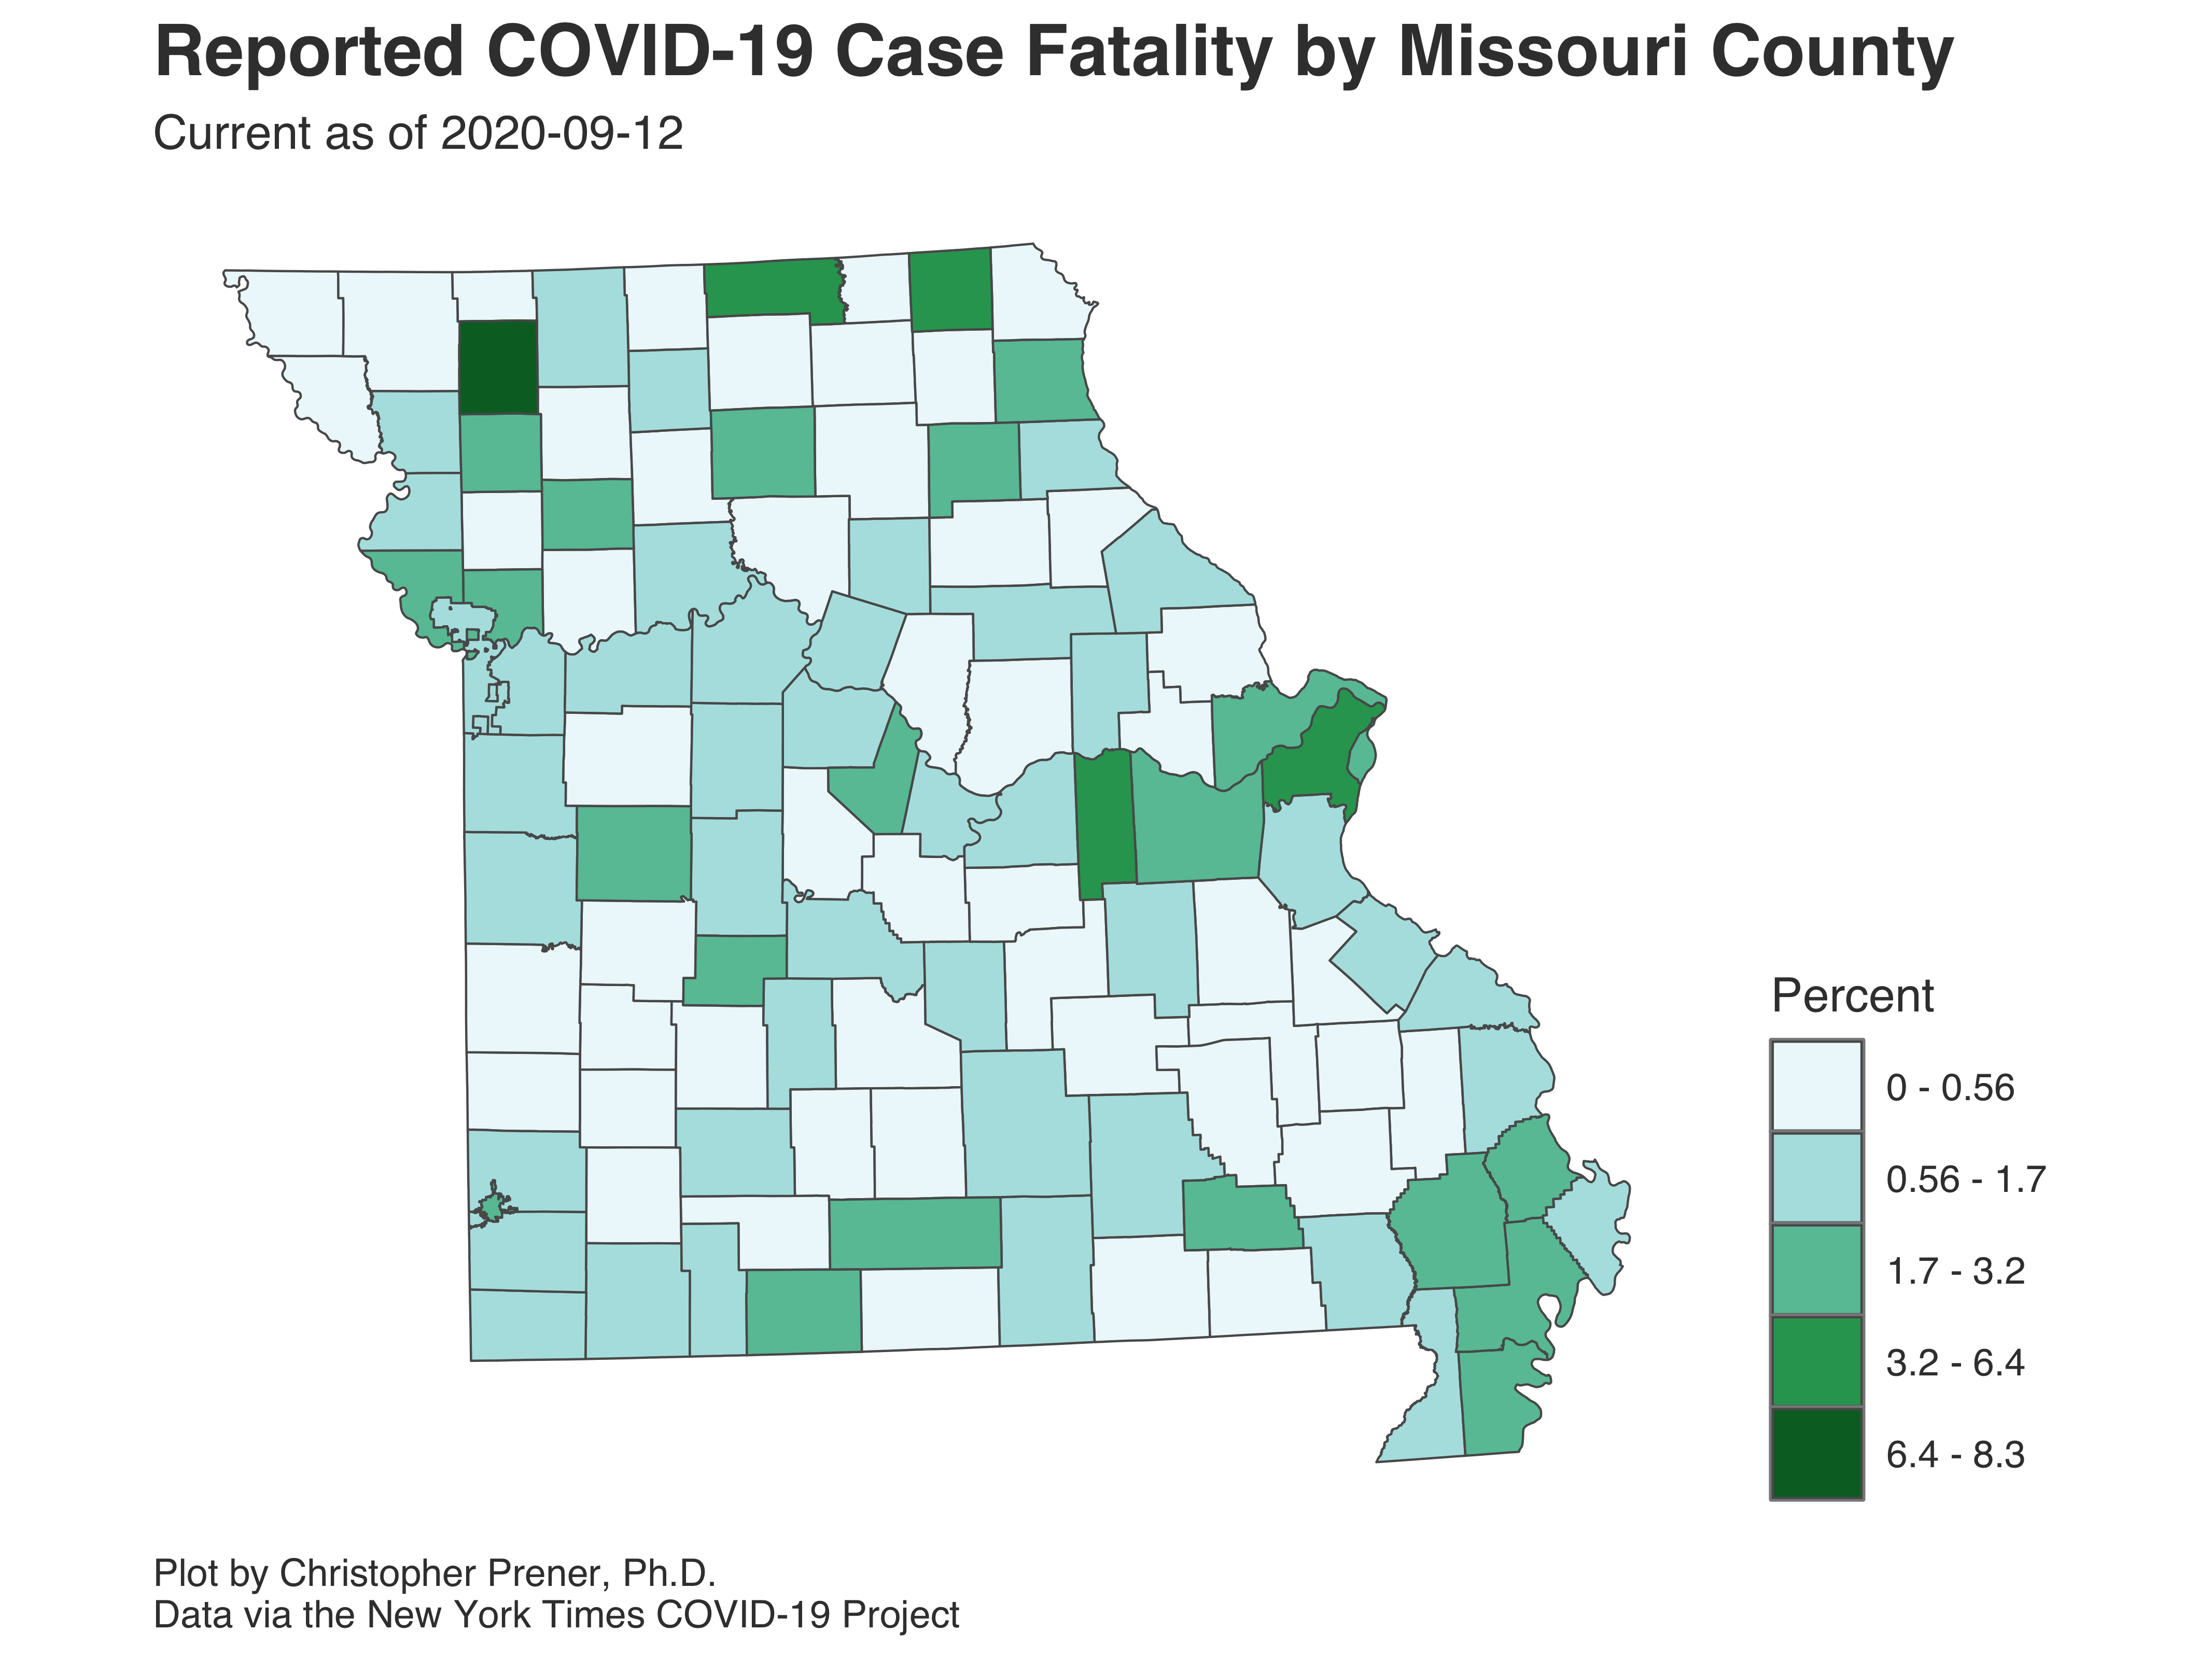 Reported COVID-19 Case Fatality by Missouri County
Current as of 2020-09-12
Percent
0 - 0.56
0.56 - 1.7
1.7 - 3.2
3.2 - 6.4
6.4 - 8.3
Plot by Christopher Prener, Ph.D.
Data via the New York Times COVID-19 Project